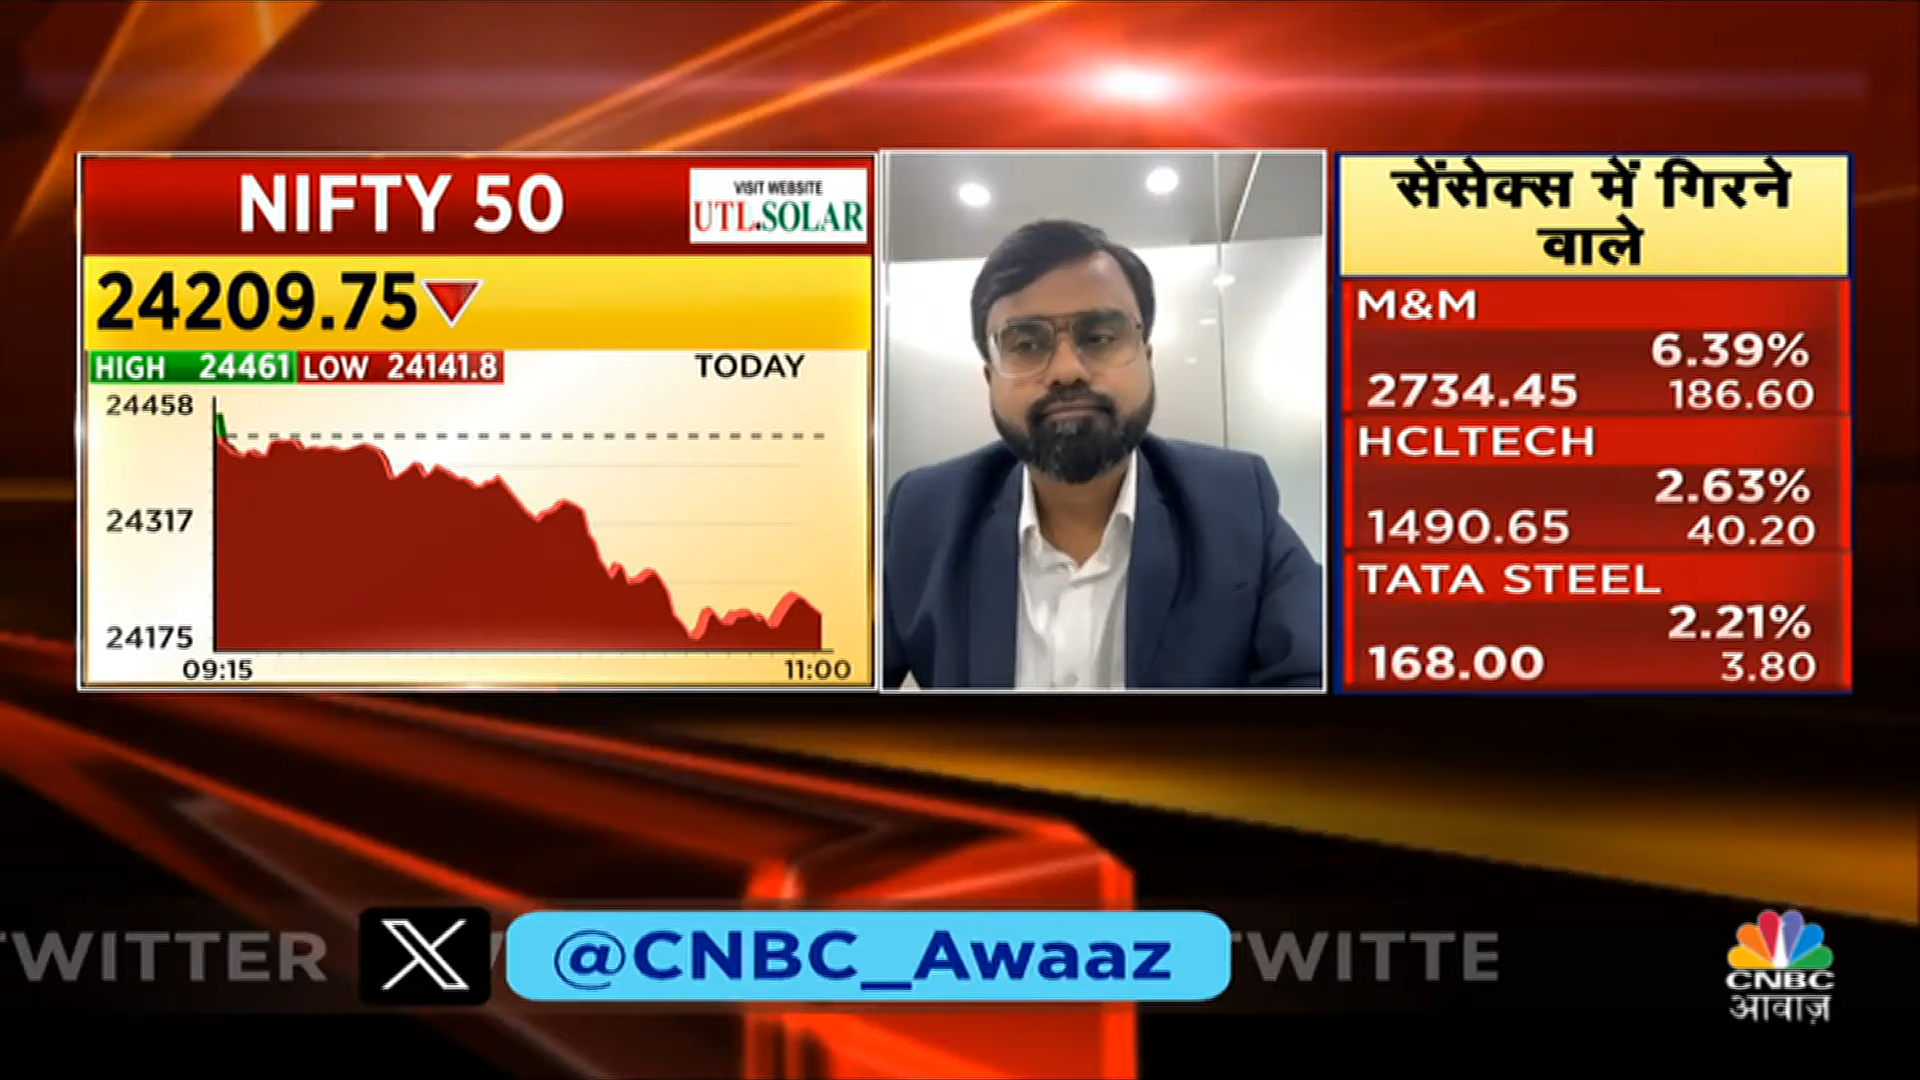 NIFTY 50
VISIT WEBSITE
UTL.SOLAR
24209.75
HIGH 24461 LOW 24141.8
TODAY
24458
24317
24175
09:15
11:00
सेंसेक्स में गिरने
वाले
M&M
6.39%
2734.45 186.60
HCLTECH
2.63%
1490.65 40.20
TATA STEEL
2.21%
168.00 3.80
TWITTER
@CNBC_Awaaz
TWITTE
CNBC
आवाज़